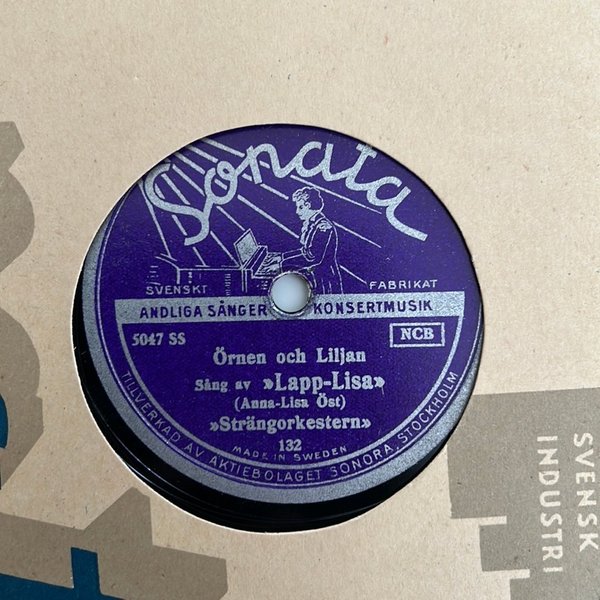 Sonata
SVENSKT FABRIKAT
ANDLIGA SÅNGER KONSERTMUSIK
5047 SS NCB
Örnen och Liljan
Sång av »Lapp-Lisa»
(Anna-Lisa Öst)
»Strängorkestern»
132
MADE IN SWEDEN
TILLVERKAD AV AKTIEBOLAGET SONORA, STOCKHOLM
SVENSK
INDUSTRI